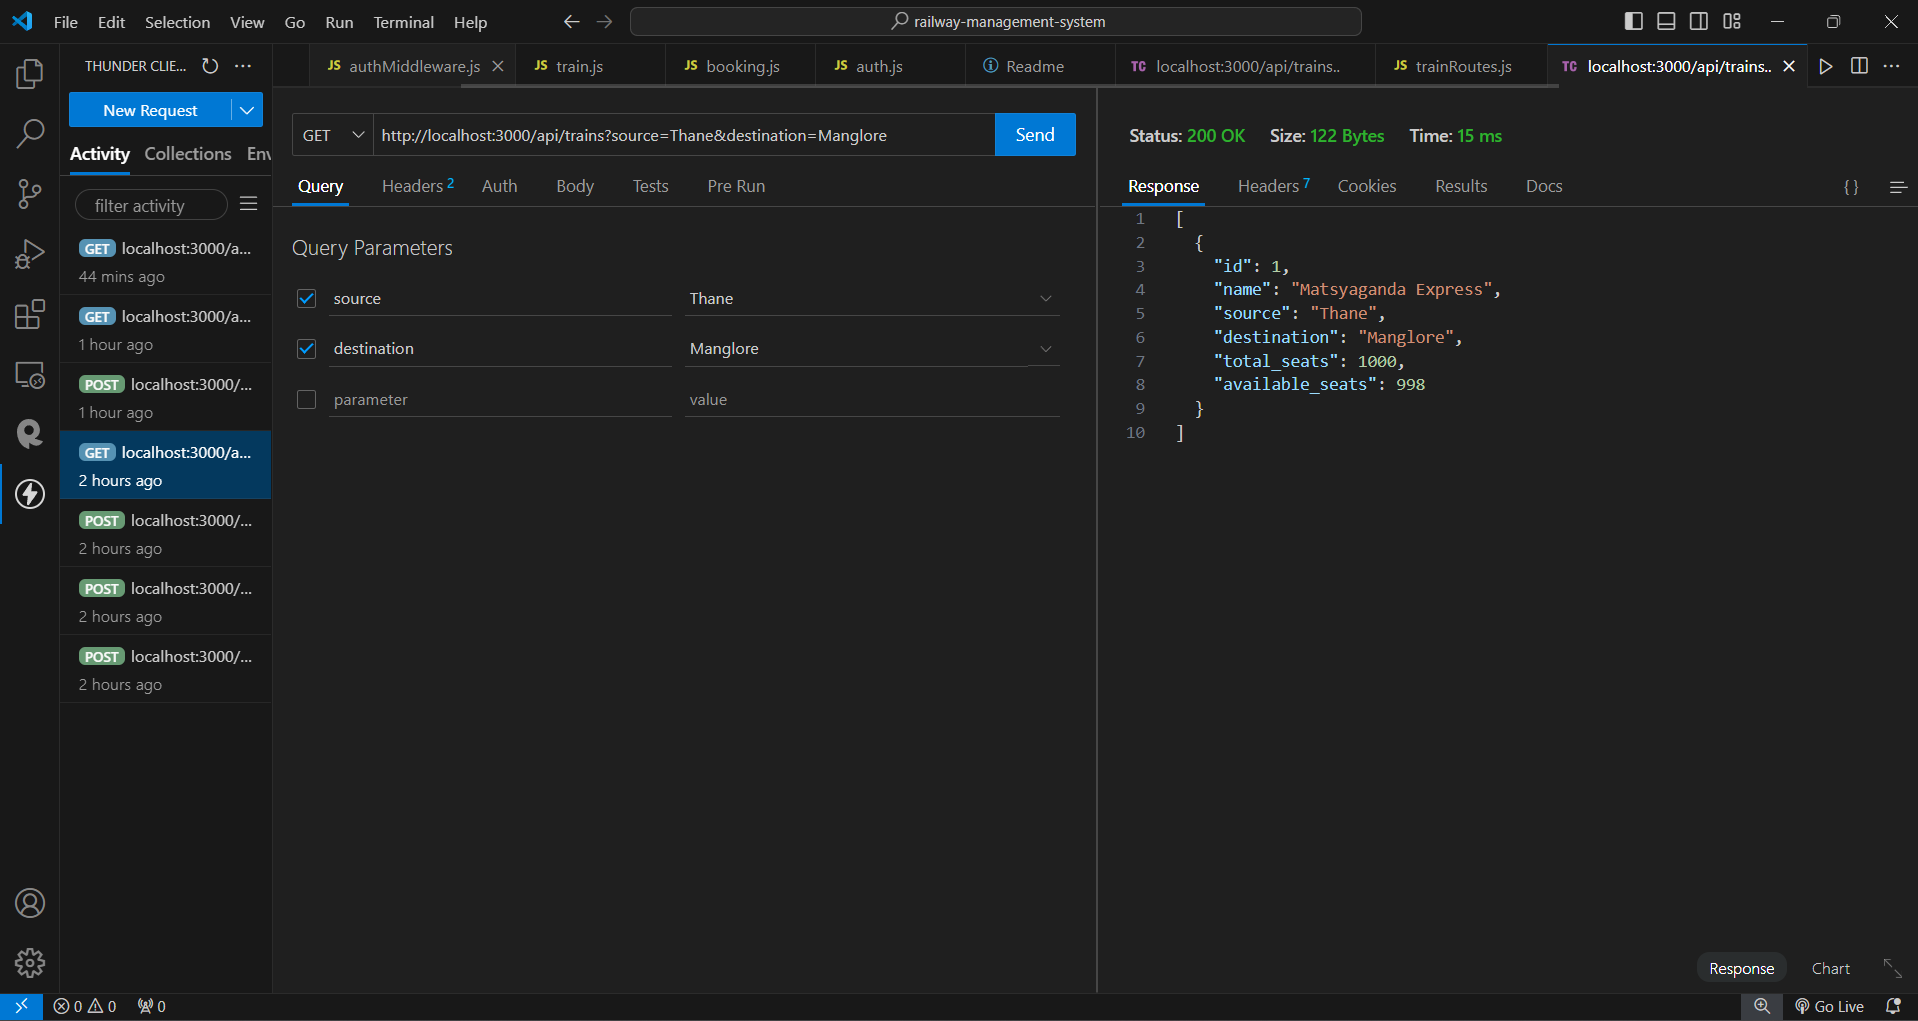 File Edit Selection View Go Run Terminal Help
railway-management-system
THUNDER CLIE...
JS authMiddleware.js
JS train.js
JS booking.js
JS auth.js
Readme
TC localhost:3000/api/trains..
JS trainRoutes.js
TC localhost:3000/api/trains..
New Request
Activity Collections Env
filter activity
GET localhost:3000/a...
44 mins ago
GET localhost:3000/a...
1 hour ago
POST localhost:3000/...
1 hour ago
GET localhost:3000/a...
2 hours ago
POST localhost:3000/...
2 hours ago
POST localhost:3000/...
2 hours ago
POST localhost:3000/...
2 hours ago
GET http://localhost:3000/api/trains?source=Thane&destination=Manglore Send
Query Headers 2 Auth Body Tests Pre Run
Query Parameters
source Thane
destination Manglore
parameter value
Status: 200 OK Size: 122 Bytes Time: 15 ms
Response Headers 7 Cookies Results Docs { }
1 [
2 {
3 "id": 1,
4 "name": "Matsyaganda Express",
5 "source": "Thane",
6 "destination": "Manglore",
7 "total_seats": 1000,
8 "available_seats": 998
9 }
10 ]
Response Chart
0 0 0 Go Live